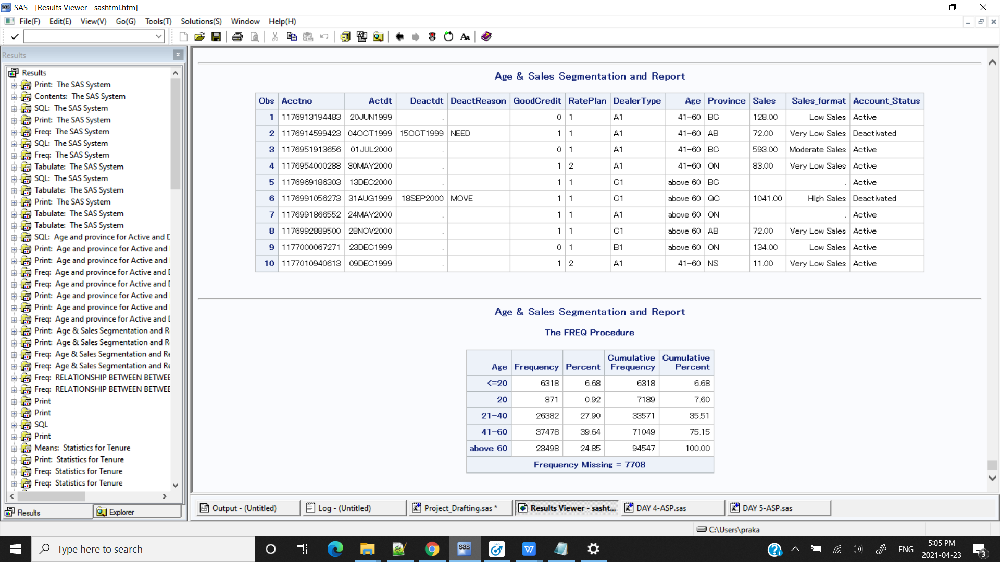 SAS - [Results Viewer - sashtml.htm]
File(F) Edit(E) View(V) Go(G) Tools(T) Solutions(S) Window Help(H)
Results
Results
Print: The SAS System
Contents: The SAS System
SQL: The SAS System
Print: The SAS System
Freq: The SAS System
SQL: The SAS System
Freq: The SAS System
Tabulate: The SAS System
SQL: The SAS System
Tabulate: The SAS System
Print: The SAS System
Tabulate: The SAS System
Tabulate: The SAS System
SQL: Age and province for Active and D
Print: Age and province for Active and
Print: Age and province for Active and
Freq: Age and province for Active and D
Freq: Age and province for Active and D
Print: Age and province for Active and
Print: Age and province for Active and
Freq: Age and province for Active and D
Print: Age & Sales Segmentation and R
Print: Age & Sales Segmentation and R
Freq: Age & Sales Segmentation and Re
Freq: Age & Sales Segmentation and Re
Freq: RELATIONSHIP BETWEEN BETWEE
Freq: RELATIONSHIP BETWEEN BETWEE
Print
Print
SQL
Print
Means: Statistics for Tenure
Print: Statistics for Tenure
Freq: Statistics for Tenure
Freq: Statistics for Tenure
Results Explorer
Age & Sales Segmentation and Report
Obs Acctno Actdt Deactdt DeactReason GoodCredit RatePlan DealerType Age Province Sales Sales_format Account_Status
1 1176913194483 20JUN1999 . 0 1 A1 41-60 BC 128.00 Low Sales Active
2 1176914599423 04OCT1999 15OCT1999 NEED 1 1 A1 41-60 AB 72.00 Very Low Sales Deactivated
3 1176951913656 01JUL2000 . 0 1 A1 41-60 BC 593.00 Moderate Sales Active
4 1176954000288 30MAY2000 . 1 2 A1 41-60 ON 83.00 Very Low Sales Active
5 1176969186303 13DEC2000 . 1 1 C1 above 60 BC . Active
6 1176991056273 31AUG1999 18SEP2000 MOVE 1 1 C1 above 60 QC 1041.00 High Sales Deactivated
7 1176991866552 24MAY2000 . 1 1 A1 above 60 ON . Active
8 1176992889500 28NOV2000 . 1 1 C1 above 60 AB 72.00 Very Low Sales Active
9 1177000067271 23DEC1999 . 0 1 B1 above 60 ON 134.00 Low Sales Active
10 1177010940613 09DEC1999 . 1 2 A1 41-60 NS 11.00 Very Low Sales Active
Age & Sales Segmentation and Report
The FREQ Procedure
Age Frequency Percent Cumulative Frequency Cumulative Percent
<=20 6318 6.68 6318 6.68
20 871 0.92 7189 7.60
21-40 26382 27.90 33571 35.51
41-60 37478 39.64 71049 75.15
above 60 23498 24.85 94547 100.00
Frequency Missing = 7708
Output - (Untitled) Log - (Untitled) Project_Drafting.sas * Results Viewer - sasht... DAY 4-ASP.sas DAY 5-ASP.sas
C:\Users\praka
Type here to search
ENG
5:05 PM
2021-04-23
3